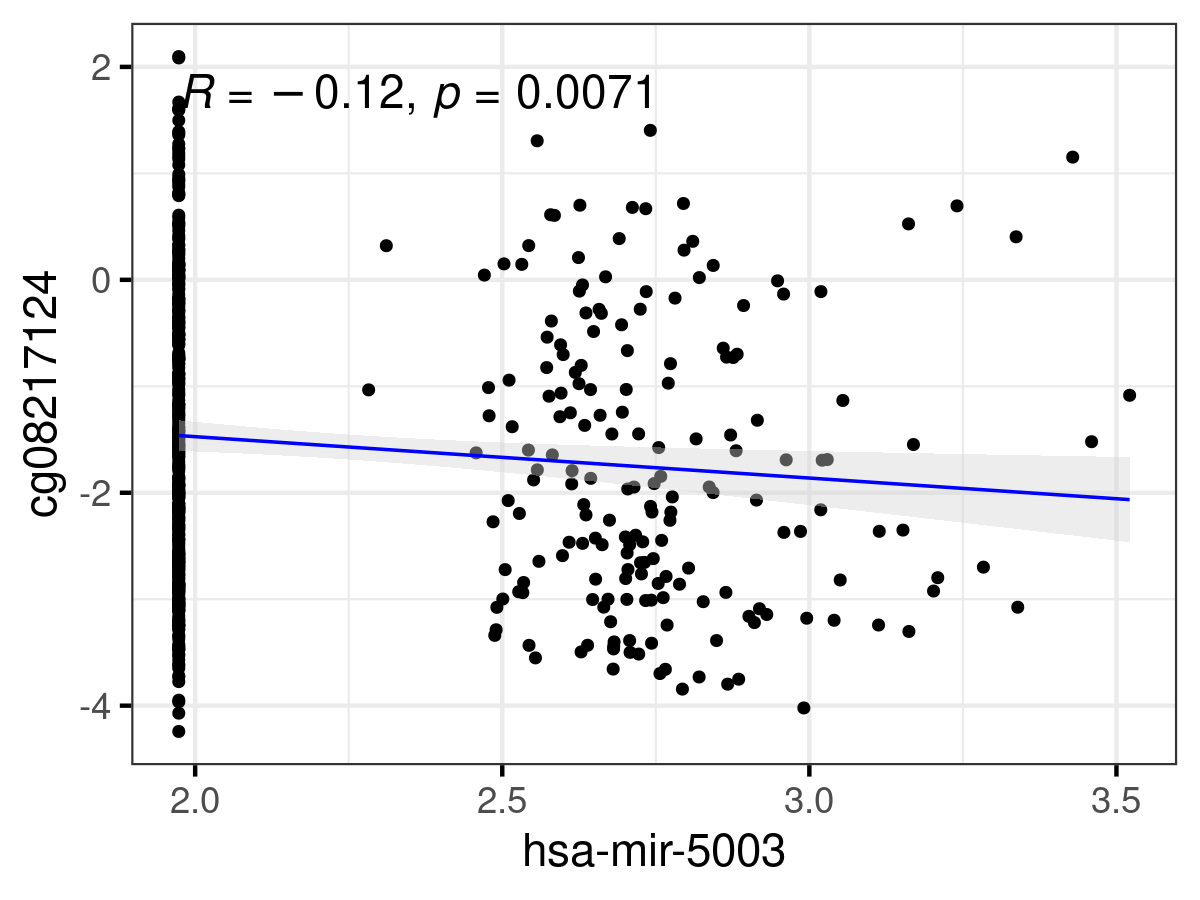 R = −0.12, p = 0.0071
2
0
-2
-4
cg08217124
2.0 2.5 3.0 3.5
hsa-mir-5003